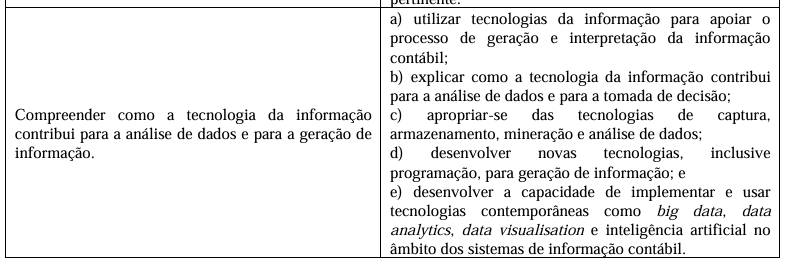 pertinente.
a) utilizar tecnologias da informação para apoiar o
processo de geração e interpretação da informação
contábil;
b) explicar como a tecnologia da informação contribui
para a análise de dados e para a tomada de decisão;
c) apropriar-se das tecnologias de captura,
armazenamento, mineração e análise de dados;
d) desenvolver novas tecnologias, inclusive
programação, para geração de informação; e
e) desenvolver a capacidade de implementar e usar
tecnologias contemporâneas como big data, data
analytics, data visualisation e inteligência artificial no
âmbito dos sistemas de informação contábil.
Compreender como a tecnologia da informação
contribui para a análise de dados e para a geração de
informação.